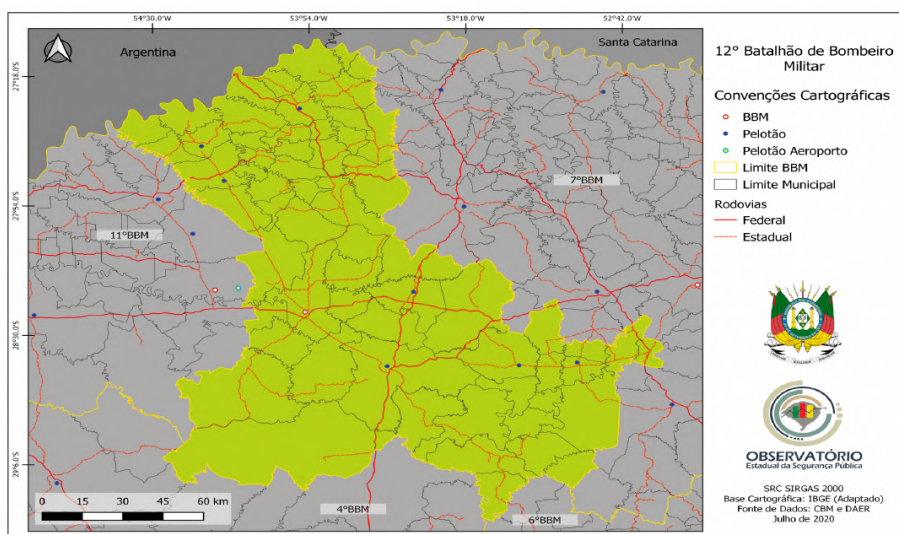 54°30.0'W 53°54.0'W 53°18.0'W 52°42.0'W
Argentina
Santa Catarina
27°18.0'S
27°54.0'S
28°30.0'S
29°6.0'S
7°BBM
11°BBM
4°BBM
6°BBM
0 15 30 45 60 km
12° Batalhão de Bombeiro
Militar
Convenções Cartográficas
BBM
Pelotão
Pelotão Aeroporto
Limite BBM
Limite Municipal
Rodovias
Federal
Estadual
OBSERVATÓRIO
Estadual da Segurança Pública
SRC SIRGAS 2000
Base Cartográfica: IBGE (Adaptado)
Fonte de Dados: CBM e DAER
Julho de 2020